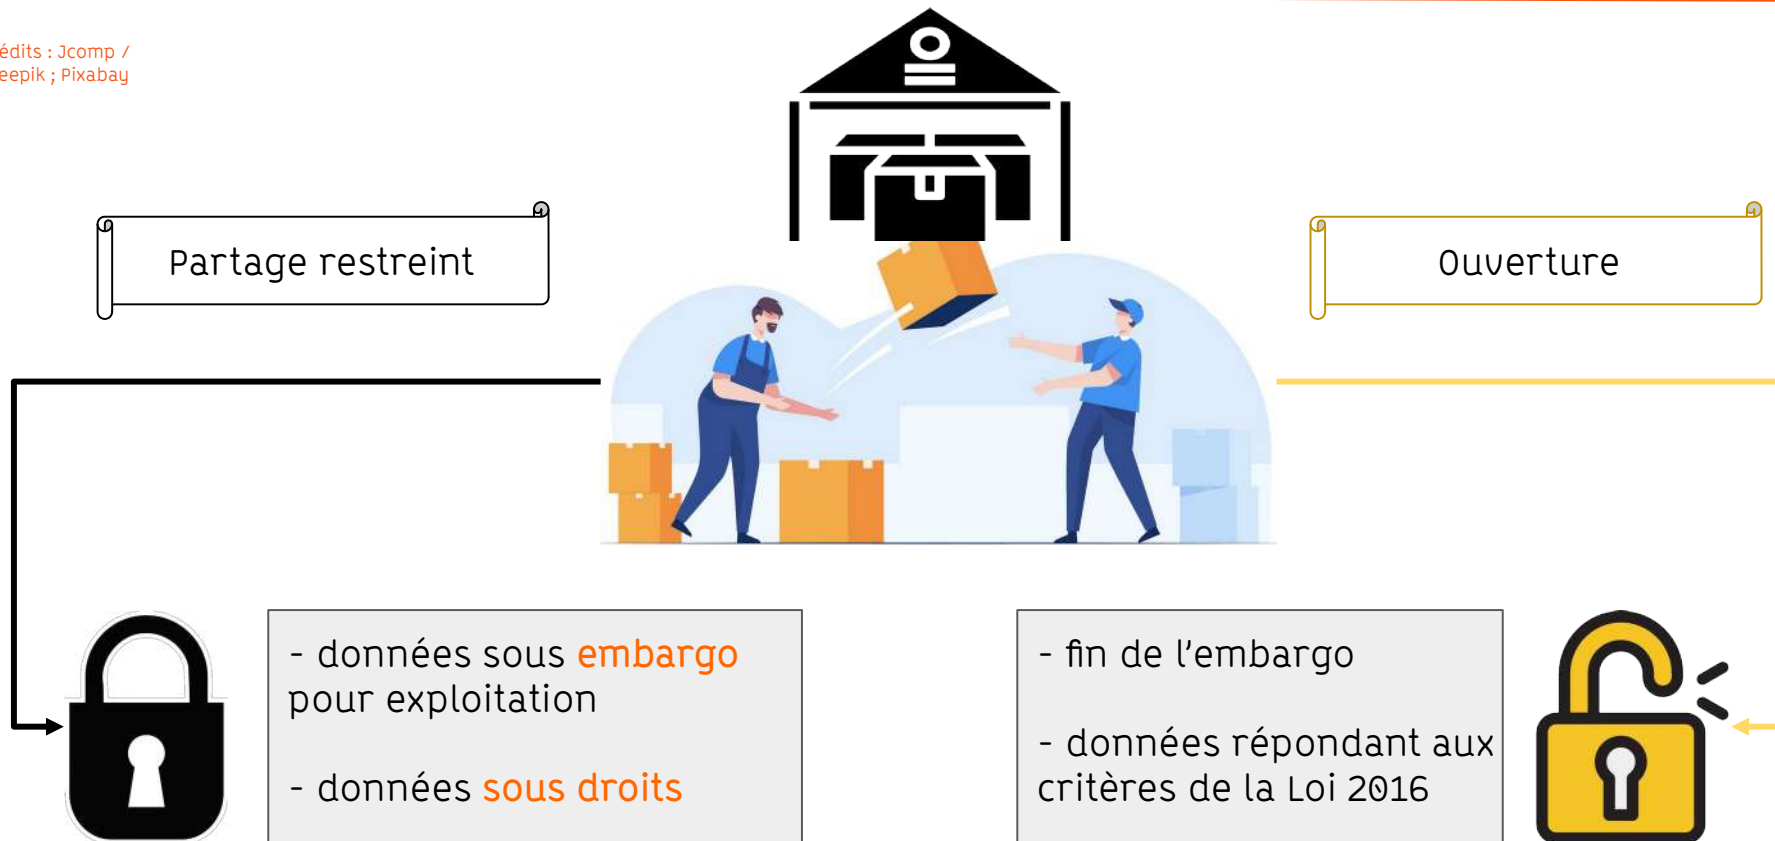 édits : Jcomp /
eepik ; Pixabay
Partage restreint
Ouverture
- données sous embargo
pour exploitation
- données sous droits
- fin de l'embargo
- données répondant aux
critères de la Loi 2016